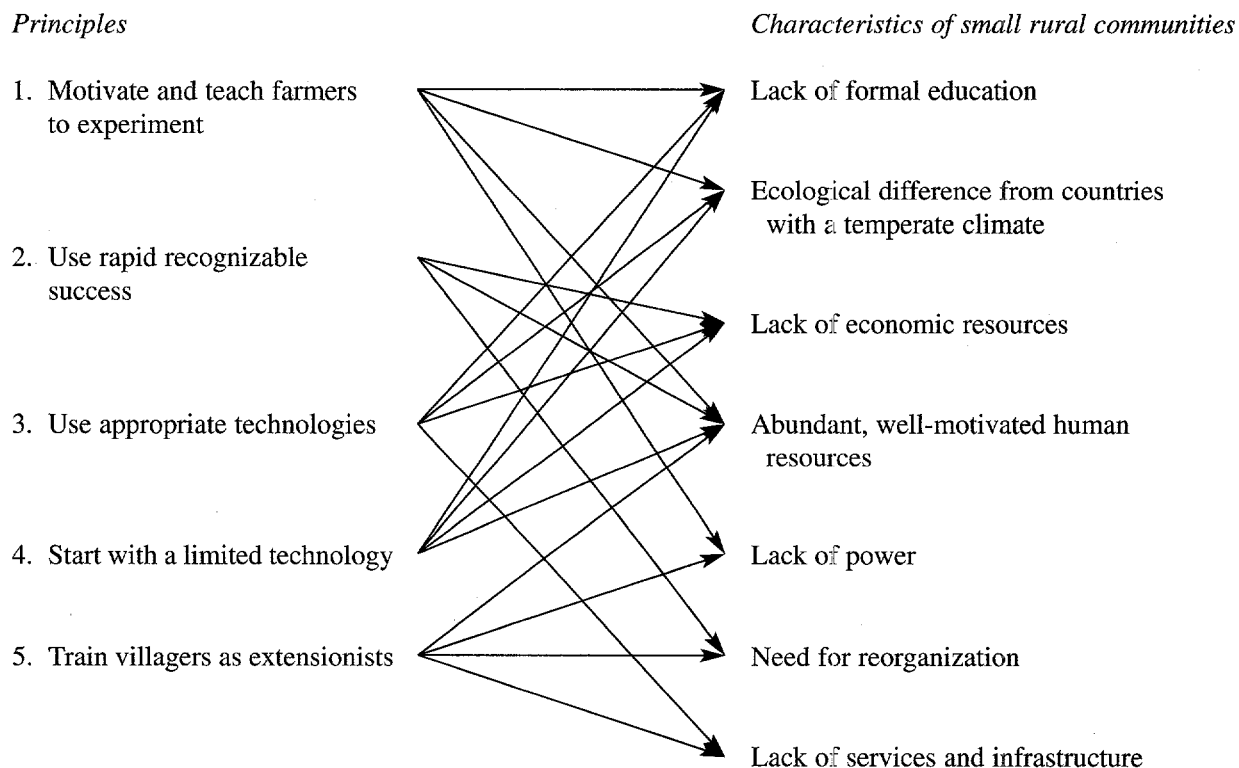 Principles
Characteristics of small rural communities
1. Motivate and teach farmers
to experiment
Lack of formal education
Ecological difference from countries
with a temperate climate
2. Use rapid recognizable
success
Lack of economic resources
3. Use appropriate technologies
Abundant, well-motivated human
resources
4. Start with a limited technology
Lack of power
5. Train villagers as extensionists
Need for reorganization
Lack of services and infrastructure